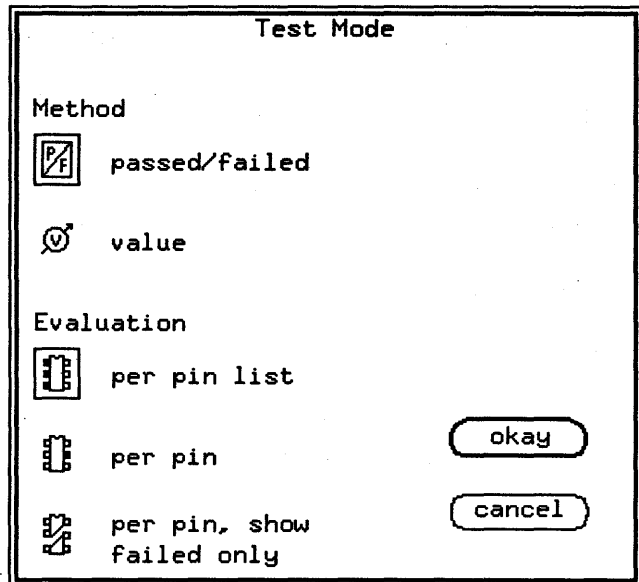 Test Mode
Method
P/F passed/failed
V value
Evaluation
per pin list
per pin
okay
per pin, show
failed only
cancel